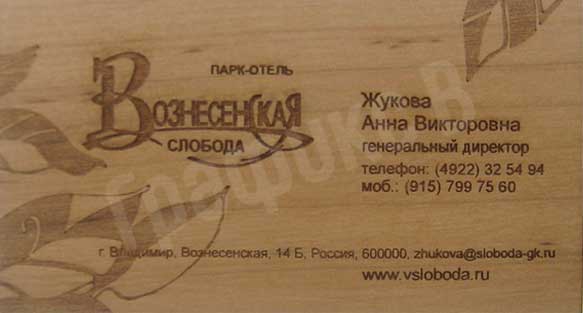 ПАРК-ОТЕЛЬ
ВОЗНЕСЕНСКАЯ
СЛОБОДА
Жукова
Анна Викторовна
генеральный директор
телефон: (4922) 32 54 94
моб.: (915) 799 75 60
г. Владимир, Вознесенская, 14 Б, Россия, 600000, zhukova@sloboda-gk.ru
www.vsloboda.ru